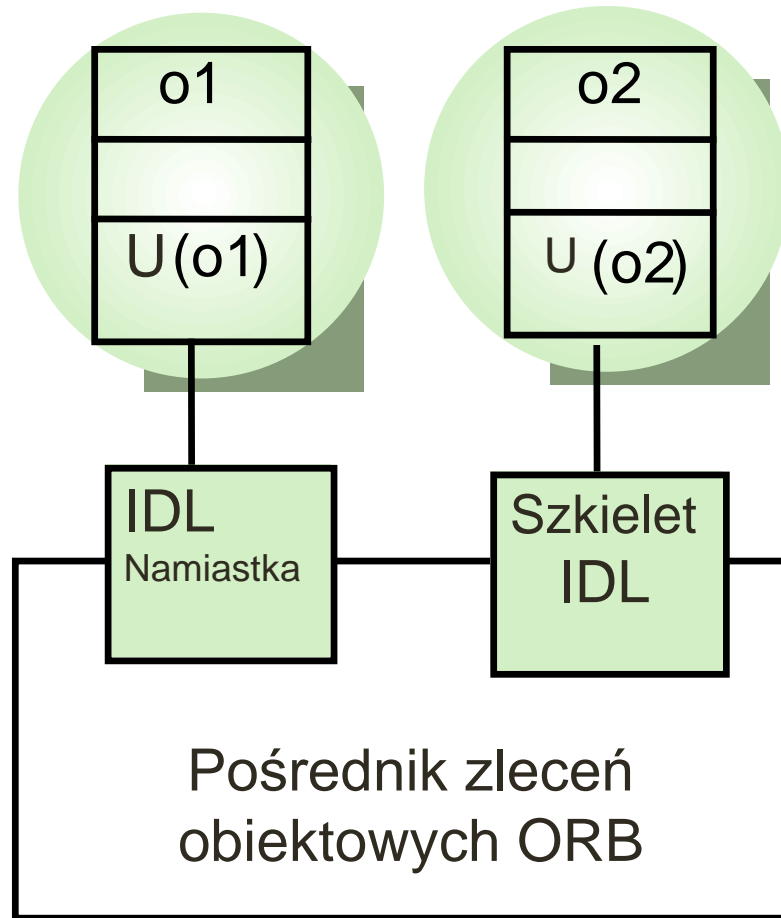 o1
U (o1)
o2
U (o2)
IDL
Namiastka
Szkielet
IDL
Pośrednik zleceń
obiektowych ORB